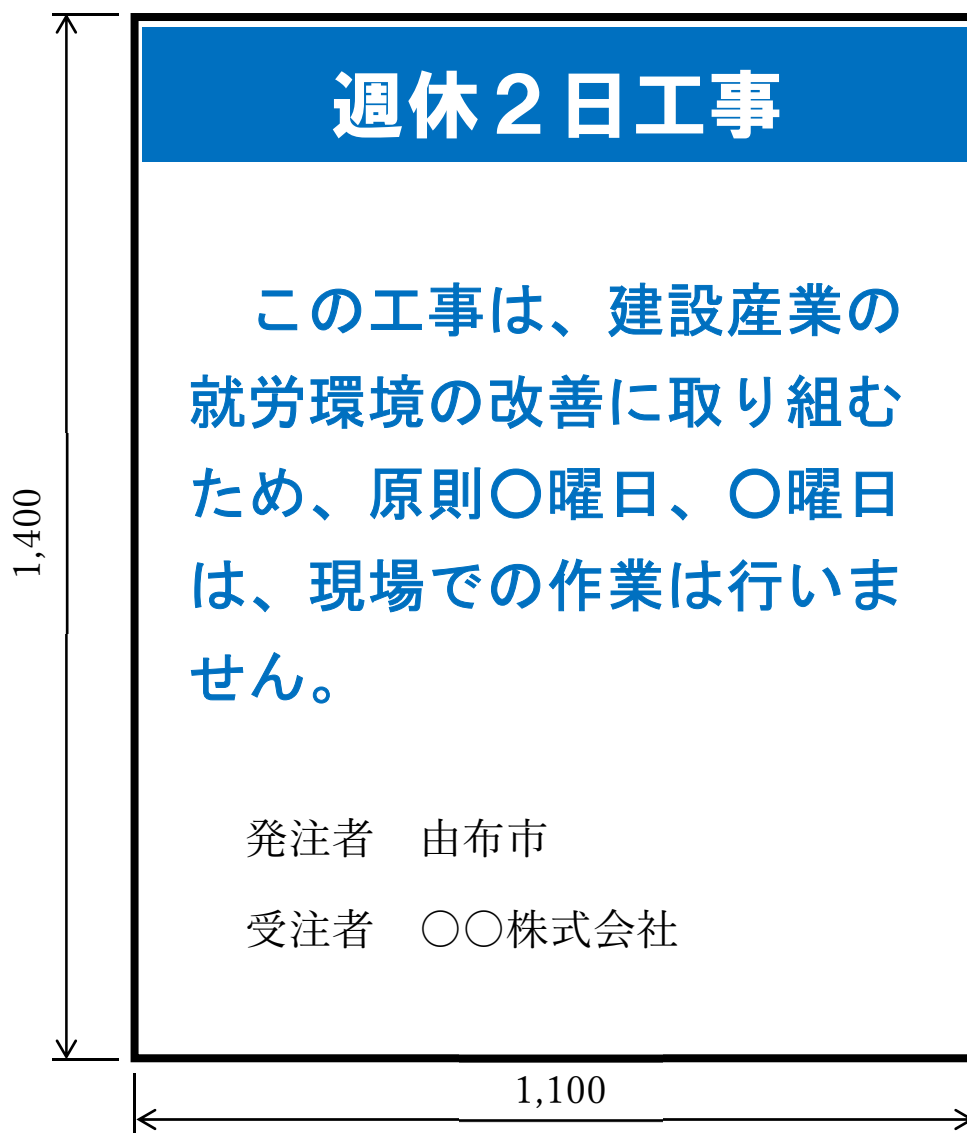 週休２日工事
　この工事は、建設産業の
就労環境の改善に取り組む
ため、原則〇曜日、〇曜日
は、現場での作業は行いま
せん。
発注者　由布市
受注者　〇〇株式会社
1,400
1,100